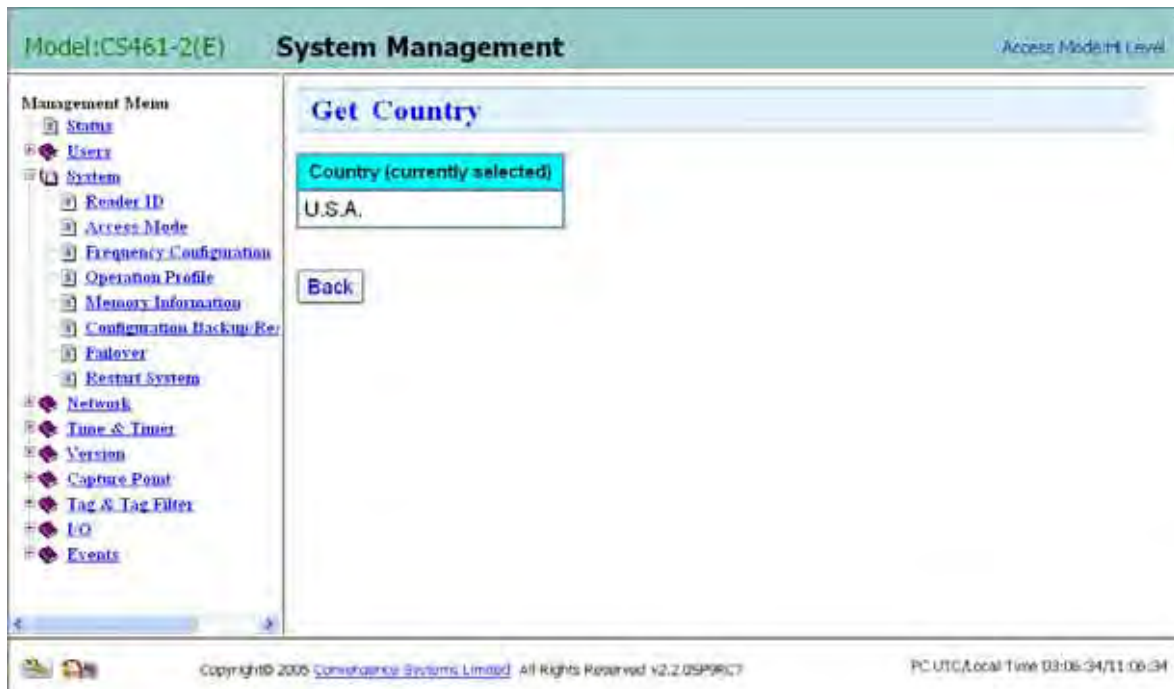 Model:CS461-2(E)
System Management
Access Mode:Hi Level
Management Menu
Status
Users
System
Reader ID
Access Mode
Frequency Configuration
Operation Profile
Memory Information
Configuration Backup/Res
Failover
Restart System
Network
Time & Timer
Version
Capture Point
Tag & Tag Filter
I/O
Events
Get Country
Country (currently selected)
U.S.A.
Back
Copyright© 2005 Convergence Systems Limited. All Rights Reserved
PC UTC/Local Time 03:06:34/11:06:34